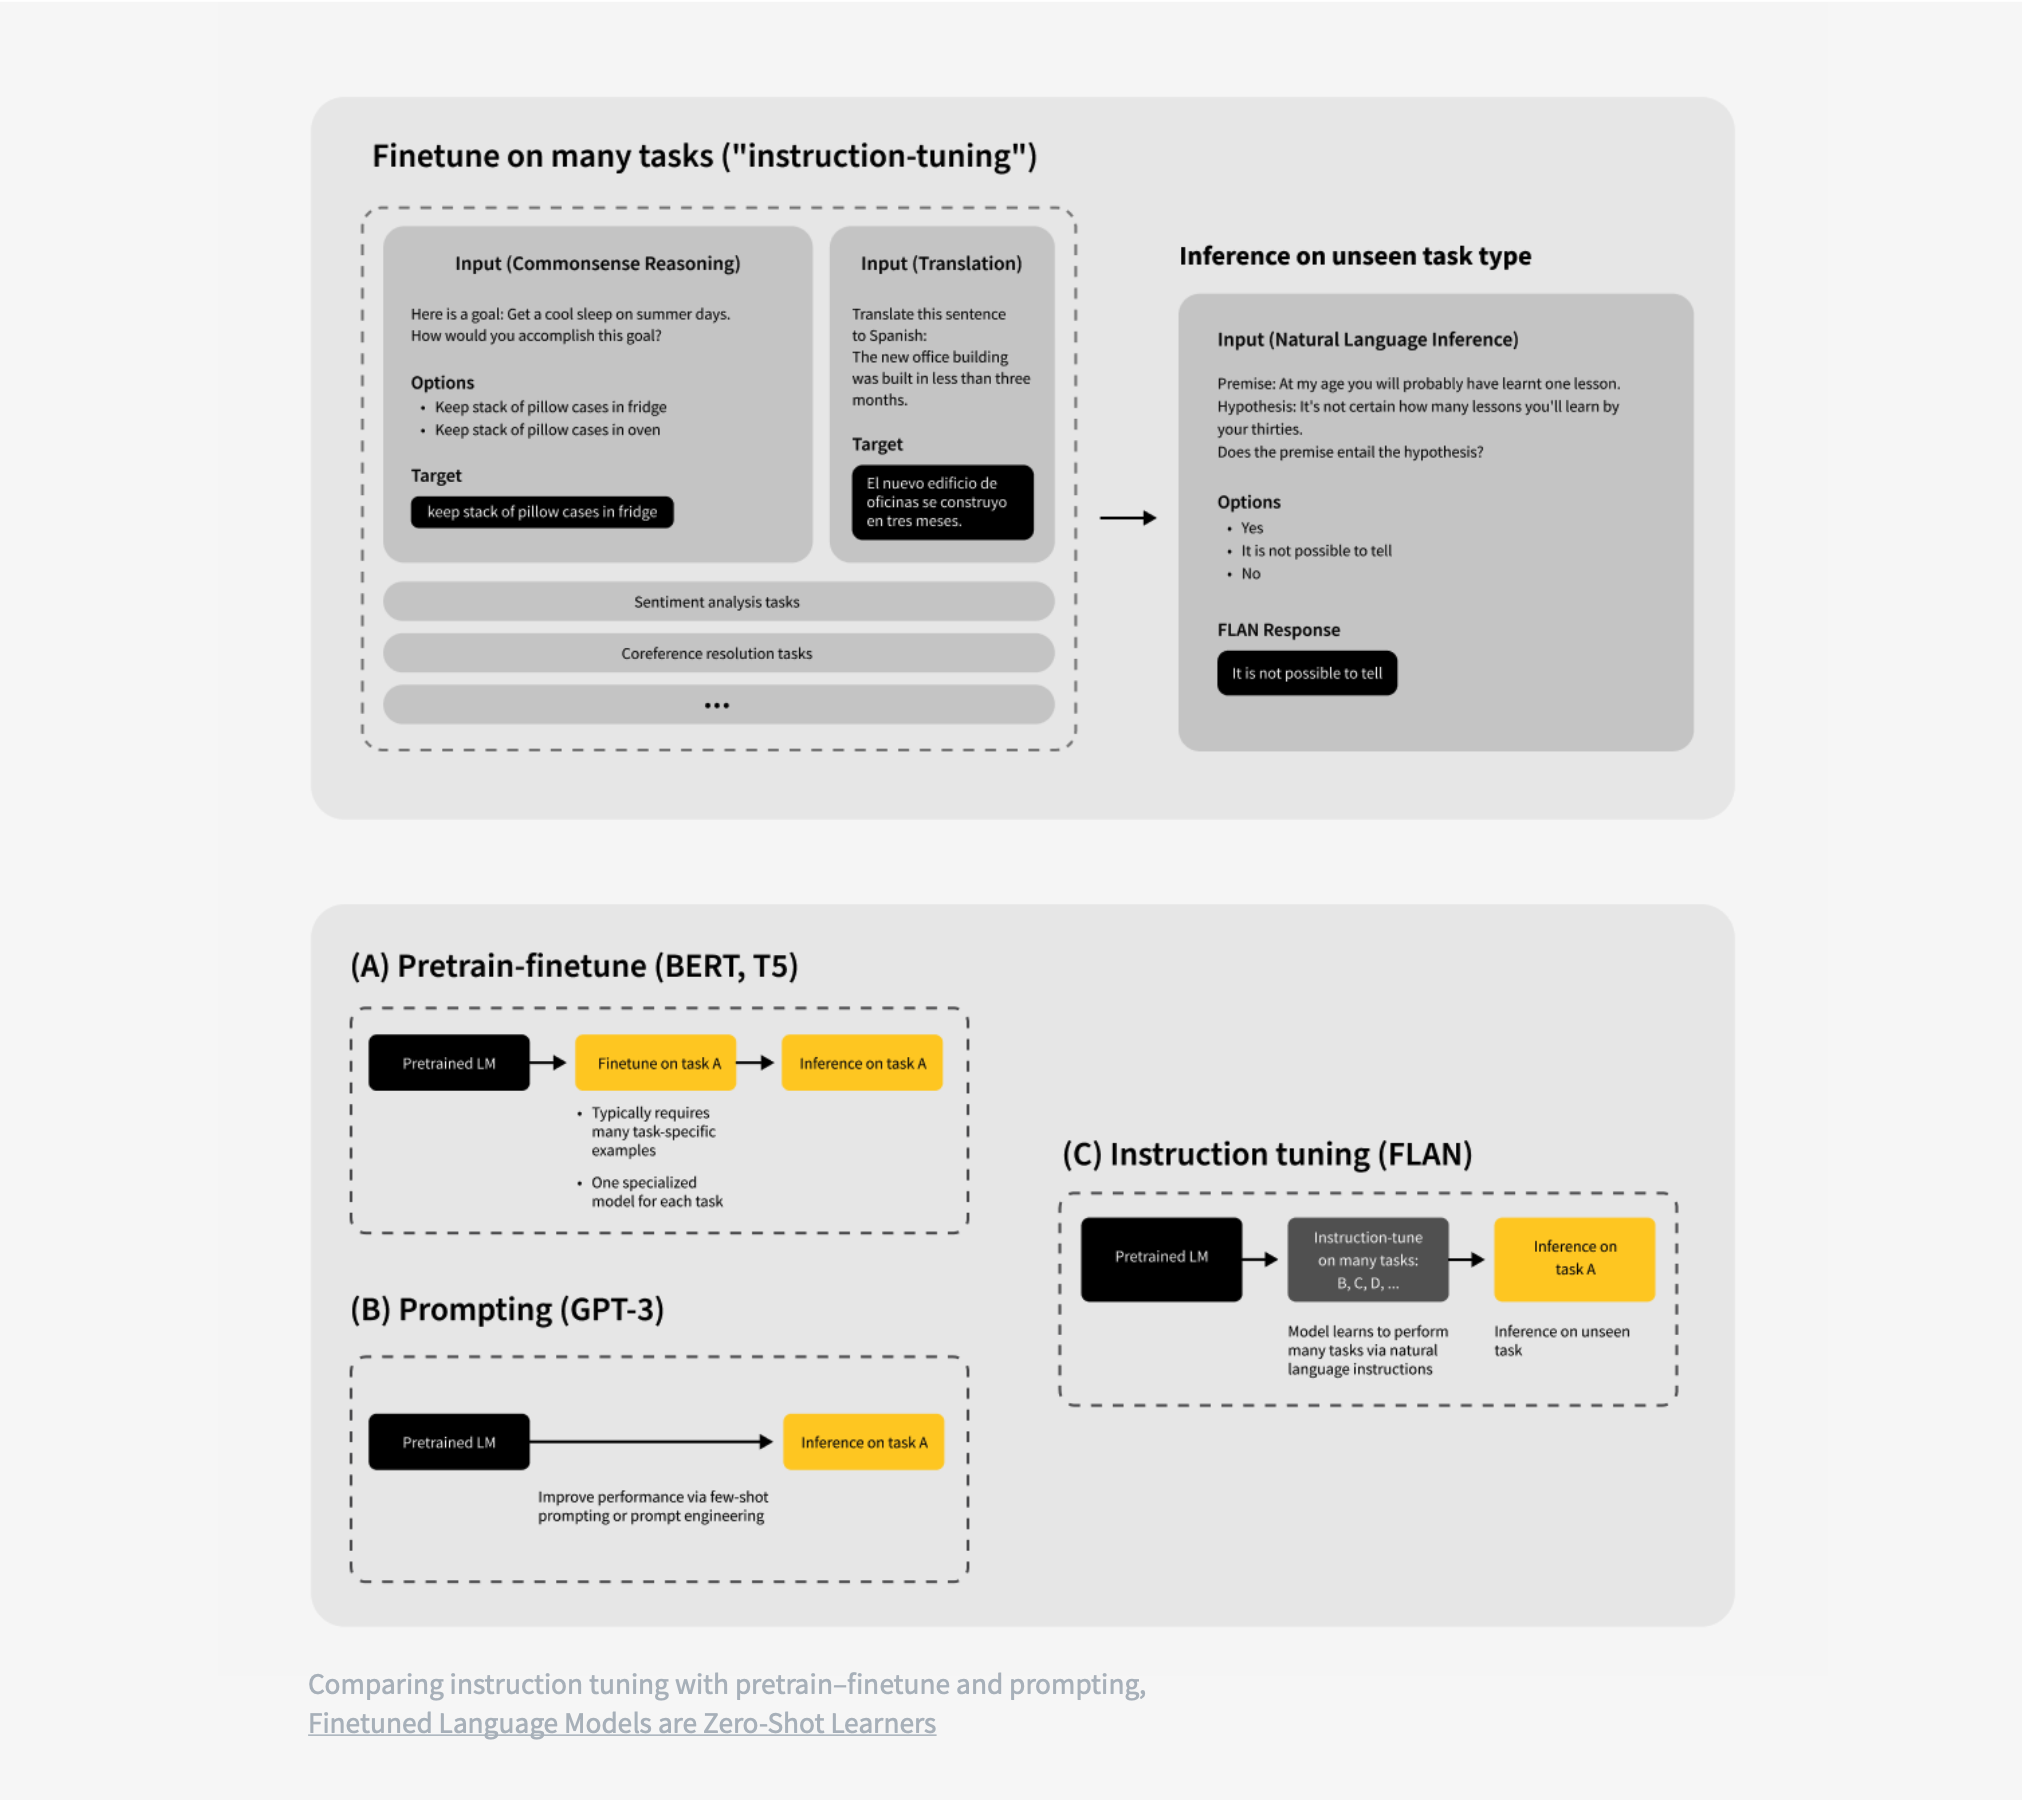 Finetune on many tasks ("instruction-tuning")
Input (Commonsense Reasoning)
Here is a goal: Get a cool sleep on summer days.
How would you accomplish this goal?
Options
• Keep stack of pillow cases in fridge
• Keep stack of pillow cases in oven
Target
keep stack of pillow cases in fridge
Input (Translation)
Translate this sentence
to Spanish:
The new office building
was built in less than three
months.
Target
El nuevo edificio de
oficinas se construyo
en tres meses.
Sentiment analysis tasks
Coreference resolution tasks
...
Inference on unseen task type
Input (Natural Language Inference)
Premise: At my age you will probably have learnt one lesson.
Hypothesis: It's not certain how many lessons you'll learn by
your thirties.
Does the premise entail the hypothesis?
Options
• Yes
• It is not possible to tell
• No
FLAN Response
It is not possible to tell
(A) Pretrain-finetune (BERT, T5)
Pretrained LM
Finetune on task A
Inference on task A
• Typically requires
many task-specific
examples
• One specialized
model for each task
(B) Prompting (GPT-3)
Pretrained LM
Inference on task A
Improve performance via few-shot
prompting or prompt engineering
(C) Instruction tuning (FLAN)
Pretrained LM
Instruction-tune
on many tasks:
B, C, D, ...
Inference on
task A
Model learns to perform
many tasks via natural
language instructions
Inference on unseen
task
Comparing instruction tuning with pretrain–finetune and prompting,
Finetuned Language Models are Zero-Shot Learners